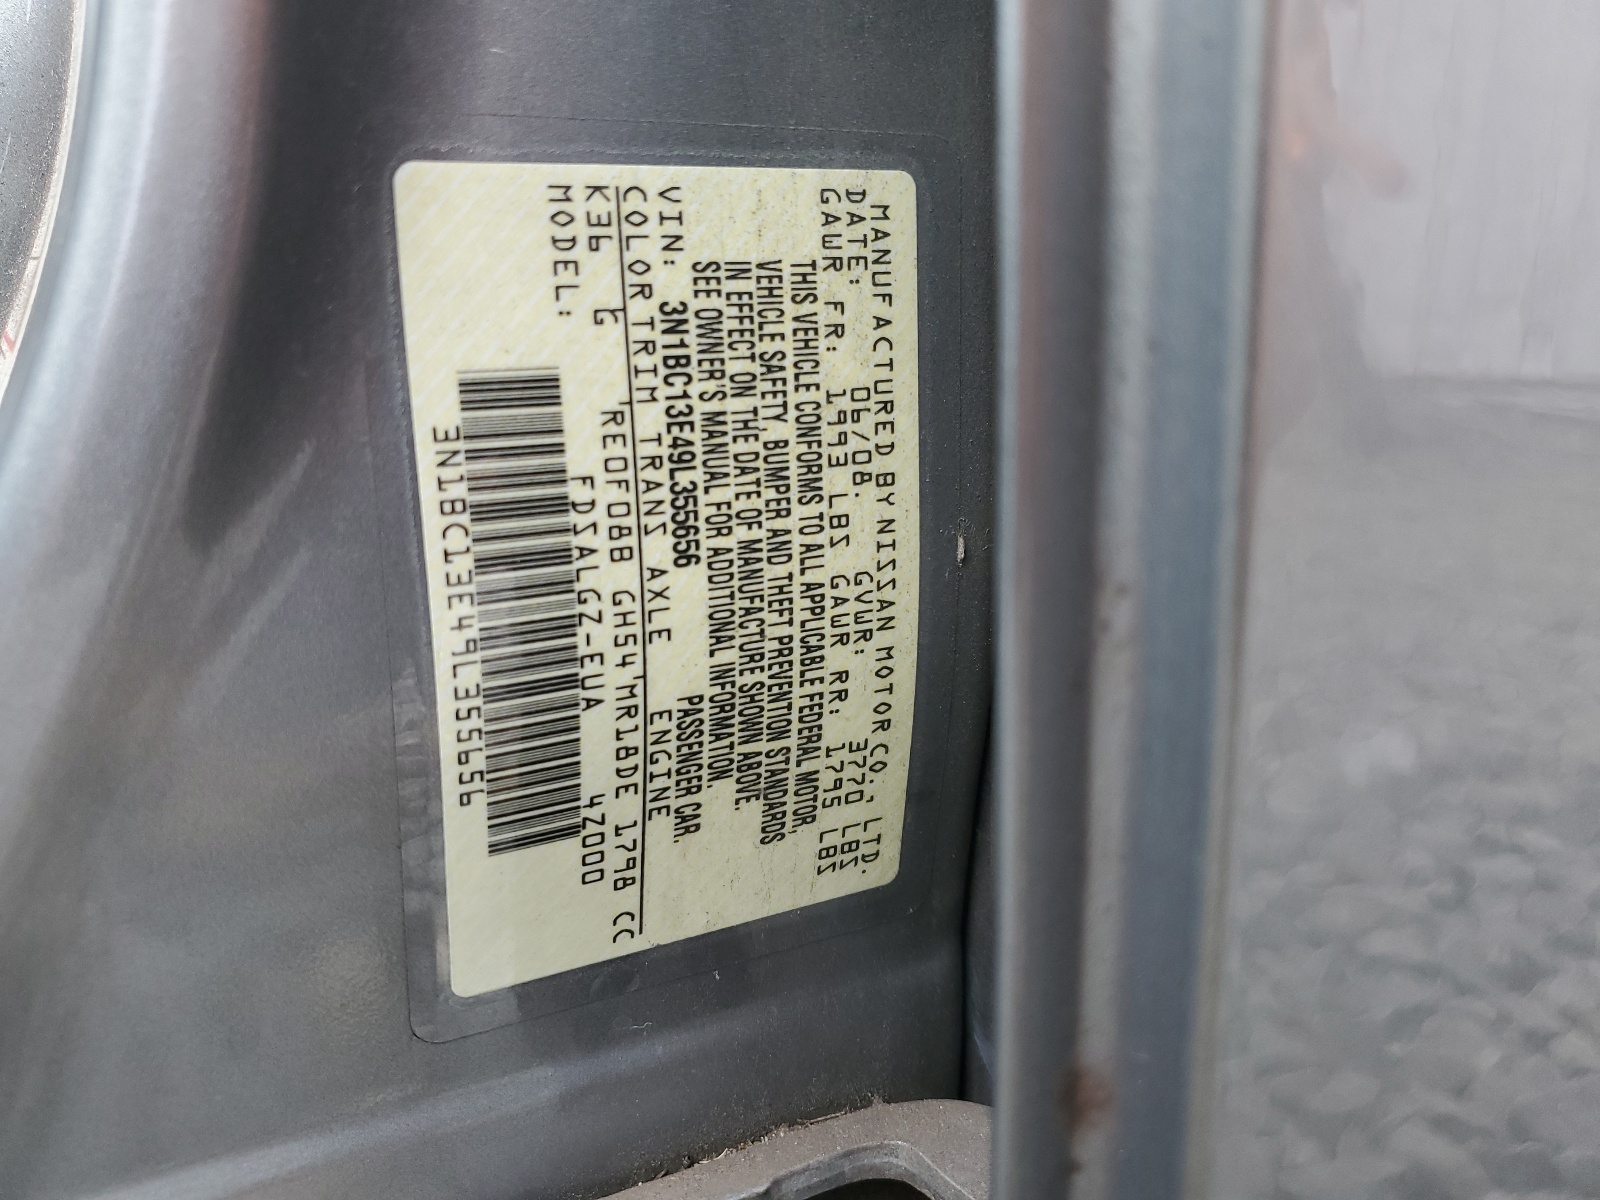 MANUFACTURED BY NISSAN MOTOR CO., LTD.
DATE: 06/08. GVWR: 3770 LBS
GAWR FR: 1993 LBS GAWR RR: 1795 LBS
THIS VEHICLE CONFORMS TO ALL APPLICABLE FEDERAL MOTOR
VEHICLE SAFETY, BUMPER AND THEFT PREVENTION STANDARDS
IN EFFECT ON THE DATE OF MANUFACTURE SHOWN ABOVE.
SEE OWNER'S MANUAL FOR ADDITIONAL INFORMATION.
VIN: 3N1BC13E49L355656 PASSENGER CAR.
COLOR TRIM TRANS AXLE ENGINE
K36 G RE0F08B GH54 MR18DE 1798 CC
MODEL: FDSALGZ-EUA 4Z000
3N1BC13E49L355656